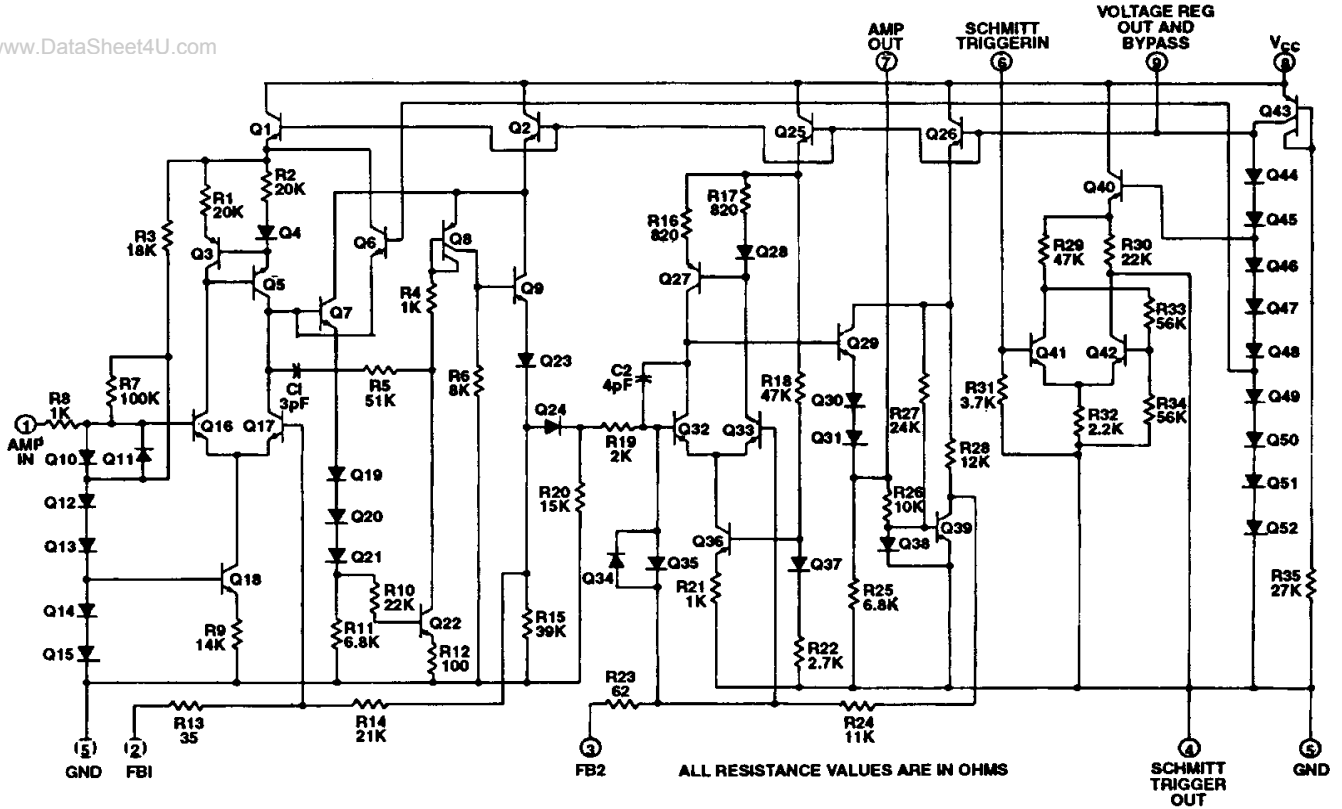 www.DataSheet4U.com
AMP
OUT
7
SCHMITT
TRIGGERIN
6
VOLTAGE REG
OUT AND
BYPASS
9
VCC
8
Q1
Q2
Q25
Q26
Q43
R2
20K
R1
20K
R3
18K
Q3
Q4
Q5
Q6
Q7
Q8
R4
1K
Q9
R16
820
R17
820
Q27
Q28
Q40
R29
47K
R30
22K
Q44
Q45
Q46
Q47
Q48
Q49
Q50
Q51
Q52
R33
56K
R34
56K
Q41
Q42
R31
3.7K
R32
2.2K
Q29
Q30
Q31
R27
24K
R28
12K
R18
47K
C2
4pF
Q23
Q24
R6
8K
C1
3pF
R5
51K
R7
100K
R8
1K
1
AMP
IN
Q10
Q11
Q12
Q13
Q14
Q15
Q16
Q17
Q18
R9
14K
Q19
Q20
Q21
R10
22K
R11
6.8K
Q22
R12
100
R15
39K
R20
15K
R19
2K
Q32
Q33
Q34
Q35
Q36
R21
1K
Q37
R22
2.7K
R26
10K
Q38
Q39
R25
6.8K
R35
27K
R13
35
R14
21K
R23
62
R24
11K
5
GND
2
FB1
3
FB2
ALL RESISTANCE VALUES ARE IN OHMS
4
SCHMITT
TRIGGER
OUT
5
GND